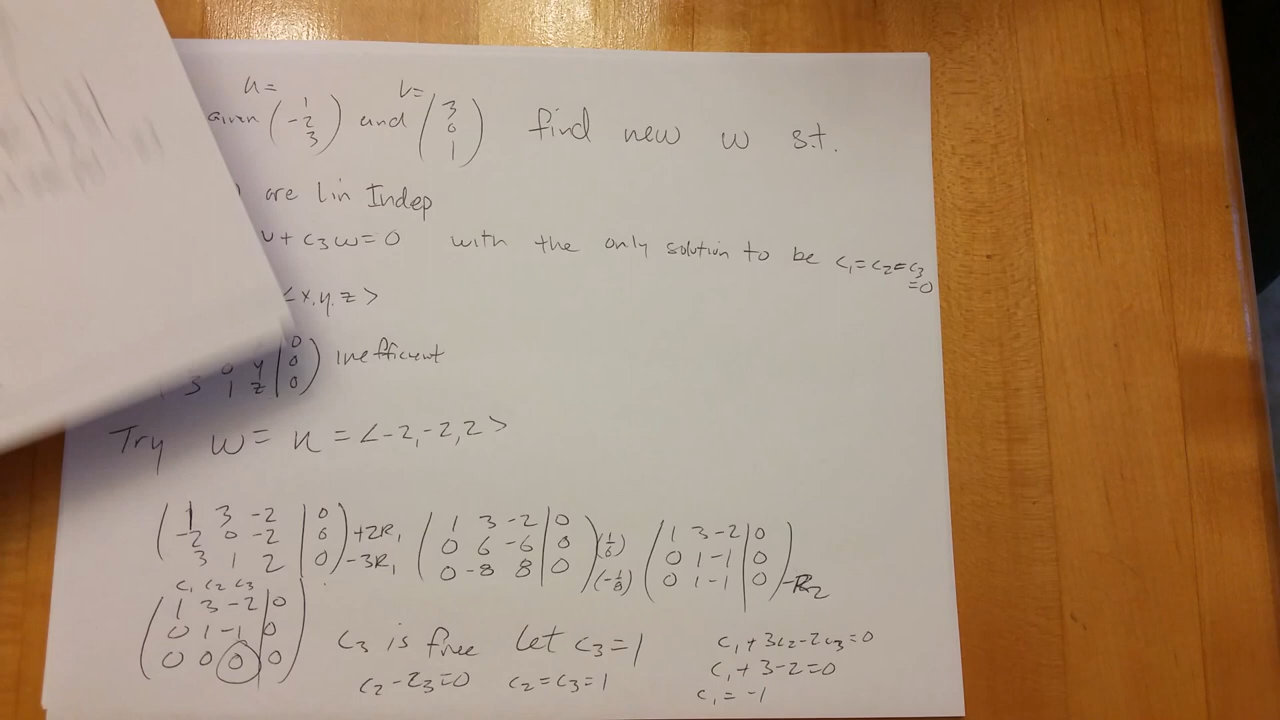 u= v=
given (1 -2 3) and (3 0 1) find new w s.t.
) are Lin Indep
v + c₃w = 0 with the only solution to be c₁=c₂=c₃
=0
<x,y,z>
0
0 y | 0
3 1 z | 0) inefficient
Try w = u = <-2,-2,2>
(1 3 -2 | 0) (1 3 -2 | 0) (1 3 -2 | 0)
(-2 0 -2 | 0) +2R₁ (0 6 -6 | 0) (1/6) (0 1 -1 | 0)
(3 1 2 | 0) -3R₁ (0 -8 8 | 0) (-1/8) (0 1 -1 | 0) -R₂
c₁ c₂ c₃
(1 3 -2 | 0)
(0 1 -1 | 0)
(0 0 0 | 0)
c₃ is free Let c₃=1 c₁+3c₂-2c₃=0
c₂-c₃=0 c₂=c₃=1 c₁+3-2=0
c₁=-1